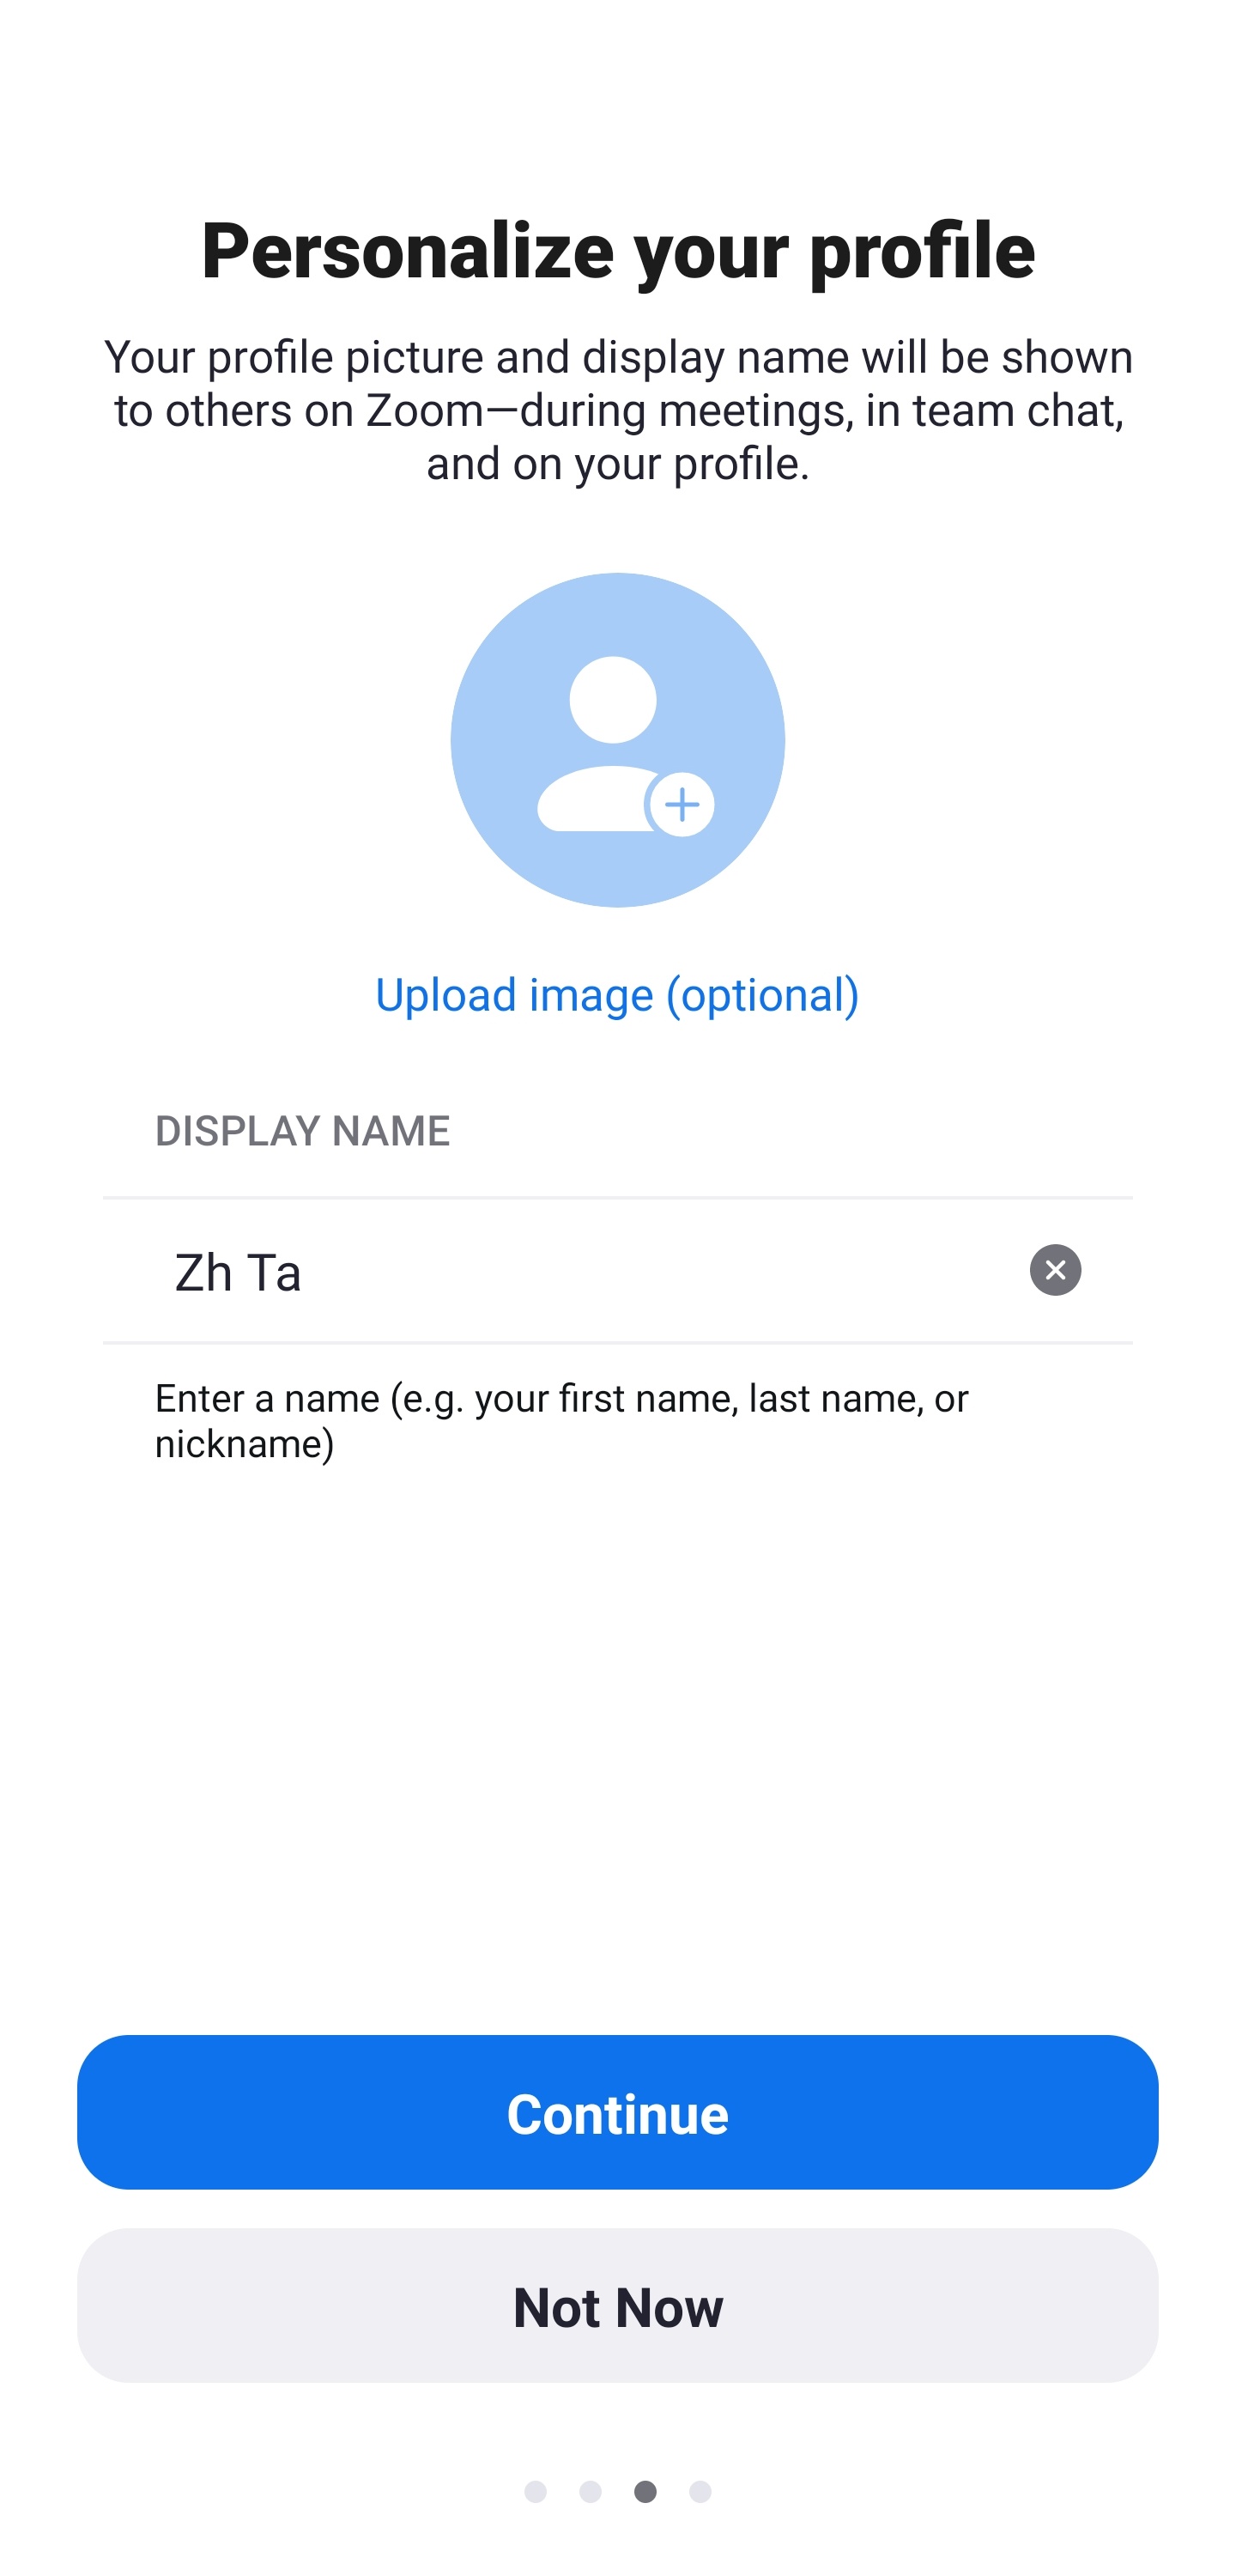 Personalize your profile
Your profile picture and display name will be shown
to others on Zoom—during meetings, in team chat,
and on your profile.
Upload image (optional)
DISPLAY NAME
Zh Ta
Enter a name (e.g. your first name, last name, or
nickname)
Continue
Not Now